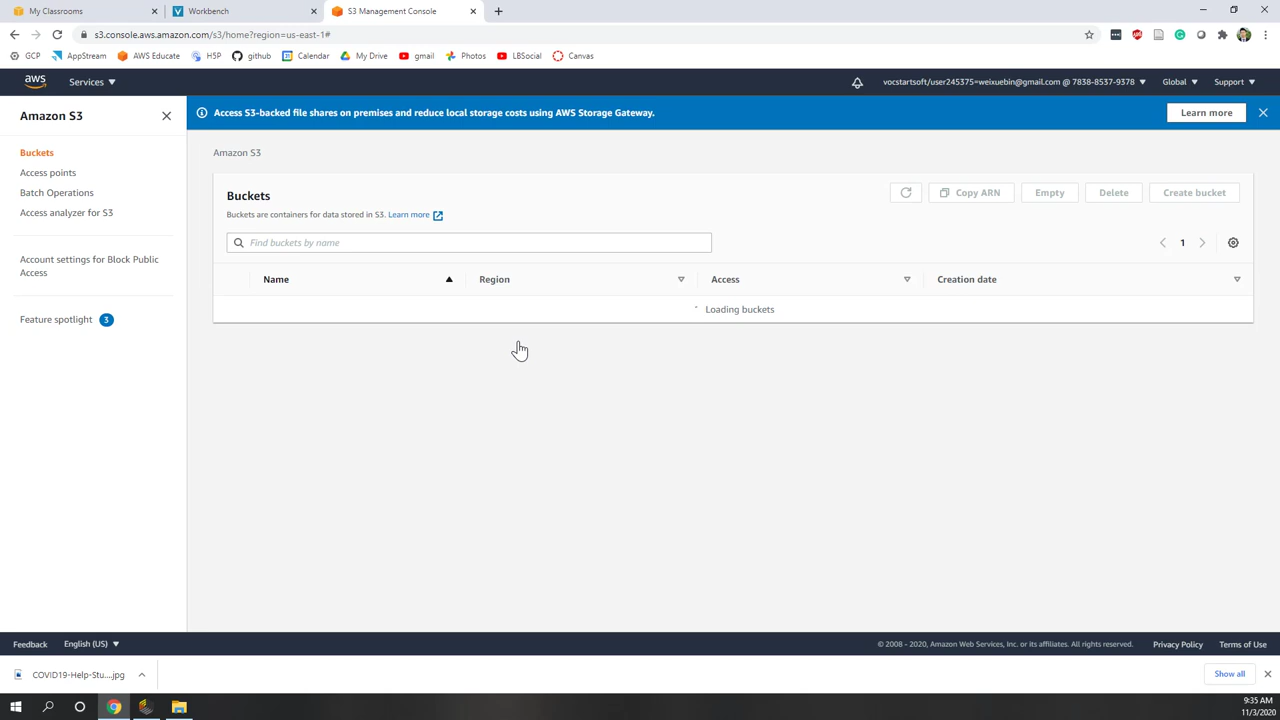 My Classrooms
Workbench
S3 Management Console
s3.console.aws.amazon.com/s3/home?region=us-east-1#
GCP
AppStream
AWS Educate
H5P
github
Calendar
My Drive
gmail
Photos
LBSocial
Canvas
aws
Services
vocstartsoft/user245375=weixuebin@gmail.com @ 7838-8537-9378
Global
Support
Amazon S3
Buckets
Access points
Batch Operations
Access analyzer for S3
Account settings for Block Public
Access
Feature spotlight 3
Access S3-backed file shares on premises and reduce local storage costs using AWS Storage Gateway.
Learn more
Amazon S3
Buckets
Copy ARN
Empty
Delete
Create bucket
Buckets are containers for data stored in S3. Learn more
Find buckets by name
1
Name
Region
Access
Creation date
Loading buckets
Feedback
English (US)
© 2008 - 2020, Amazon Web Services, Inc. or its affiliates. All rights reserved.
Privacy Policy
Terms of Use
COVID19-Help-Stu....jpg
Show all
9:35 AM
11/3/2020